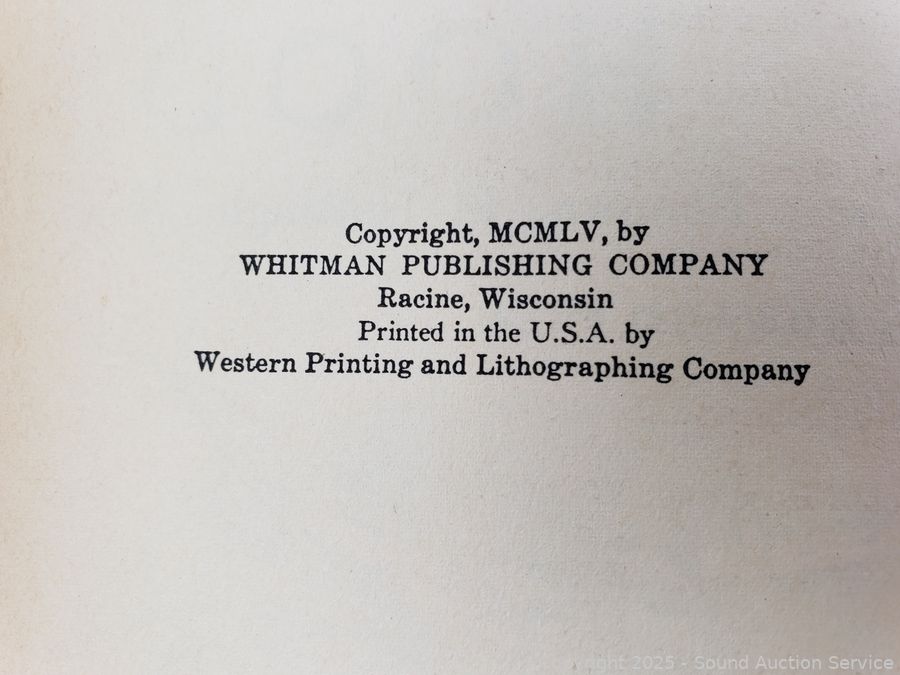 Copyright, MCMLV, by
WHITMAN PUBLISHING COMPANY
Racine, Wisconsin
Printed in the U.S.A. by
Western Printing and Lithographing Company
2025 - Sound Auction Service